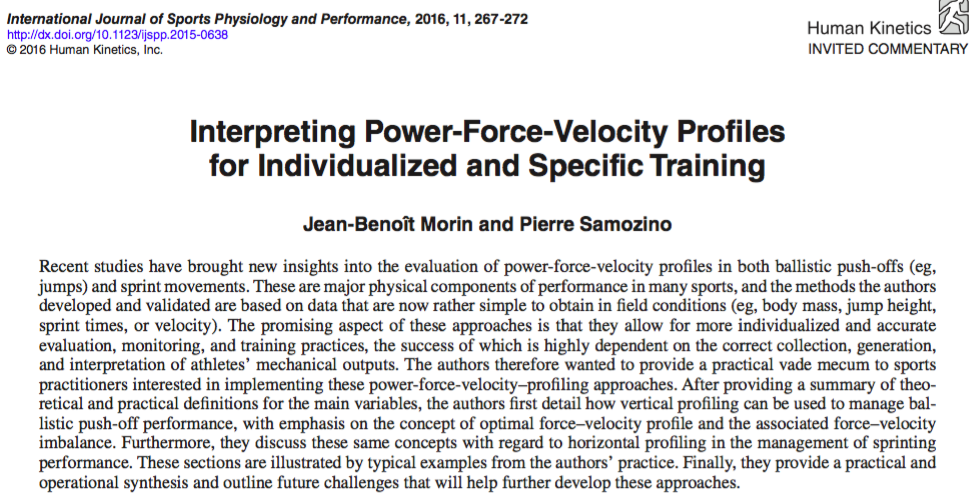 International Journal of Sports Physiology and Performance, 2016, 11, 267-272
http://dx.doi.org/10.1123/ijspp.2015-0638
© 2016 Human Kinetics, Inc.
Human Kinetics
INVITED COMMENTARY
Interpreting Power-Force-Velocity Profiles
for Individualized and Specific Training
Jean-Benoît Morin and Pierre Samozino
Recent studies have brought new insights into the evaluation of power-force-velocity profiles in both ballistic push-offs (eg,
jumps) and sprint movements. These are major physical components of performance in many sports, and the methods the authors
developed and validated are based on data that are now rather simple to obtain in field conditions (eg, body mass, jump height,
sprint times, or velocity). The promising aspect of these approaches is that they allow for more individualized and accurate
evaluation, monitoring, and training practices, the success of which is highly dependent on the correct collection, generation,
and interpretation of athletes’ mechanical outputs. The authors therefore wanted to provide a practical vade mecum to sports
practitioners interested in implementing these power-force-velocity–profiling approaches. After providing a summary of theo-
retical and practical definitions for the main variables, the authors first detail how vertical profiling can be used to manage bal-
listic push-off performance, with emphasis on the concept of optimal force–velocity profile and the associated force–velocity
imbalance. Furthermore, they discuss these same concepts with regard to horizontal profiling in the management of sprinting
performance. These sections are illustrated by typical examples from the authors’ practice. Finally, they provide a practical and
operational synthesis and outline future challenges that will help further develop these approaches.